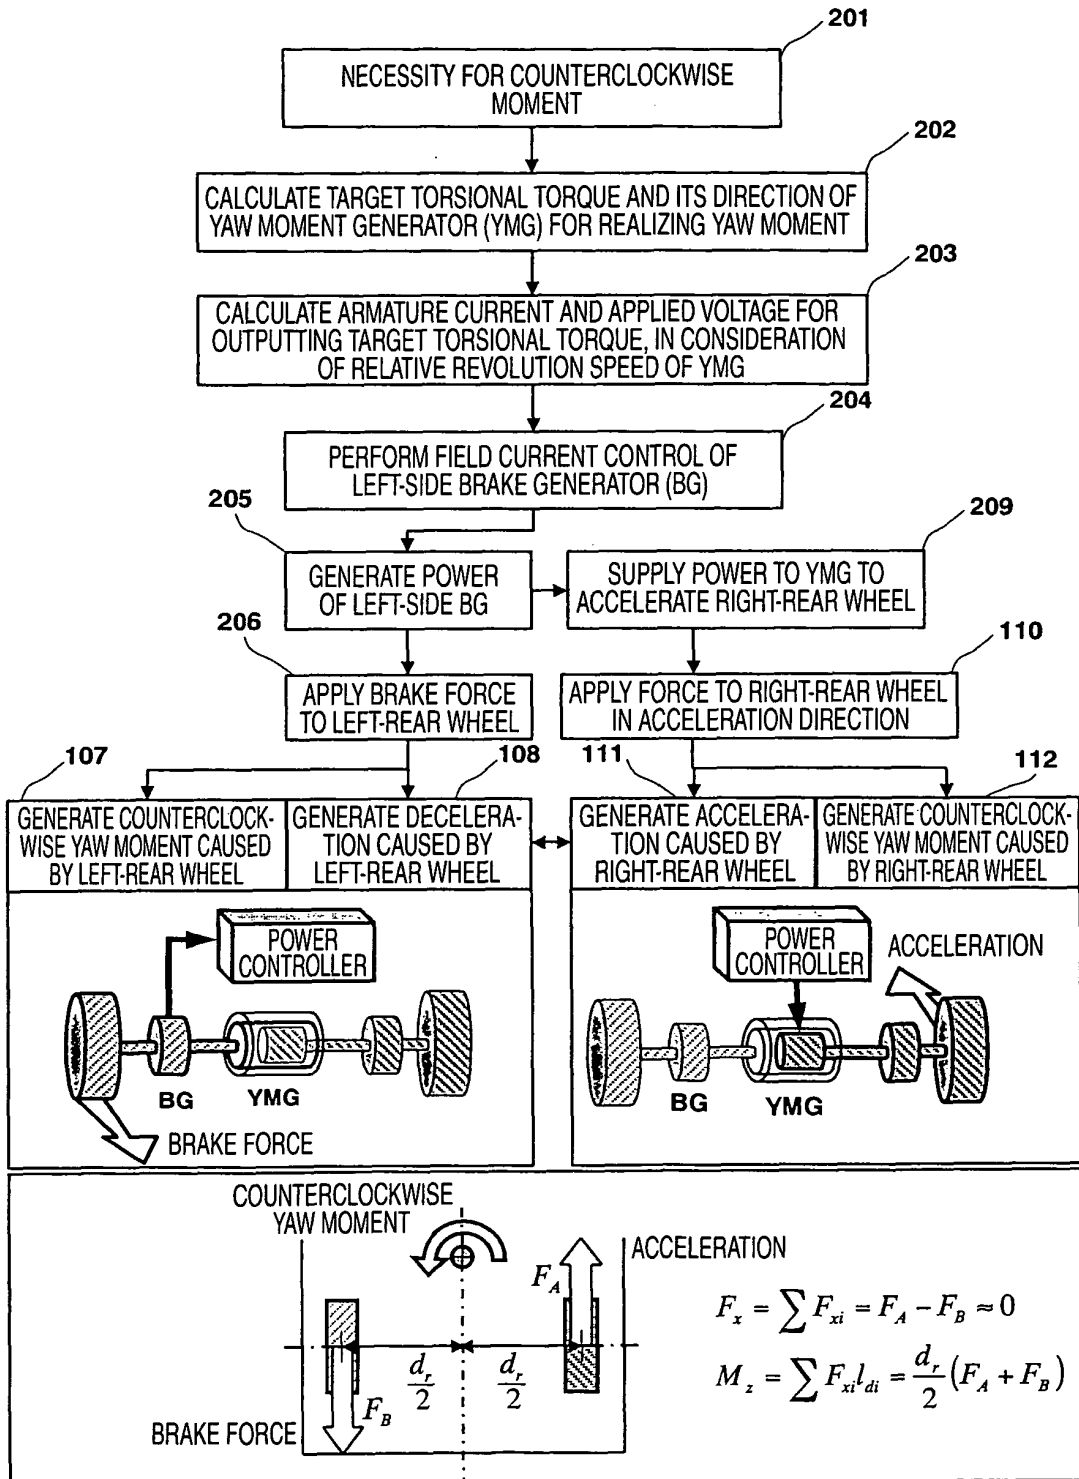 201
NECESSITY FOR COUNTERCLOCKWISE
MOMENT
202
CALCULATE TARGET TORSIONAL TORQUE AND ITS DIRECTION OF
YAW MOMENT GENERATOR (YMG) FOR REALIZING YAW MOMENT
203
CALCULATE ARMATURE CURRENT AND APPLIED VOLTAGE FOR
OUTPUTTING TARGET TORSIONAL TORQUE, IN CONSIDERATION
OF RELATIVE REVOLUTION SPEED OF YMG
204
PERFORM FIELD CURRENT CONTROL OF
LEFT-SIDE BRAKE GENERATOR (BG)
205
GENERATE POWER
OF LEFT-SIDE BG
209
SUPPLY POWER TO YMG TO
ACCELERATE RIGHT-REAR WHEEL
206
APPLY BRAKE FORCE
TO LEFT-REAR WHEEL
110
APPLY FORCE TO RIGHT-REAR WHEEL
IN ACCELERATION DIRECTION
107
GENERATE COUNTERCLOCK-
WISE YAW MOMENT CAUSED
BY LEFT-REAR WHEEL
108
GENERATE DECELERA-
TION CAUSED BY
LEFT-REAR WHEEL
111
GENERATE ACCELERA-
TION CAUSED BY
RIGHT-REAR WHEEL
112
GENERATE COUNTERCLOCK-
WISE YAW MOMENT CAUSED
BY RIGHT-REAR WHEEL
POWER
CONTROLLER
BG YMG
BRAKE FORCE
POWER
CONTROLLER
ACCELERATION
BG YMG
COUNTERCLOCKWISE
YAW MOMENT
ACCELERATION
F_A
d_r/2 d_r/2
F_B
BRAKE FORCE
F_x = ∑ F_xi = F_A − F_B ≈ 0
M_z = ∑ F_xi l_di = d_r/2 (F_A + F_B)